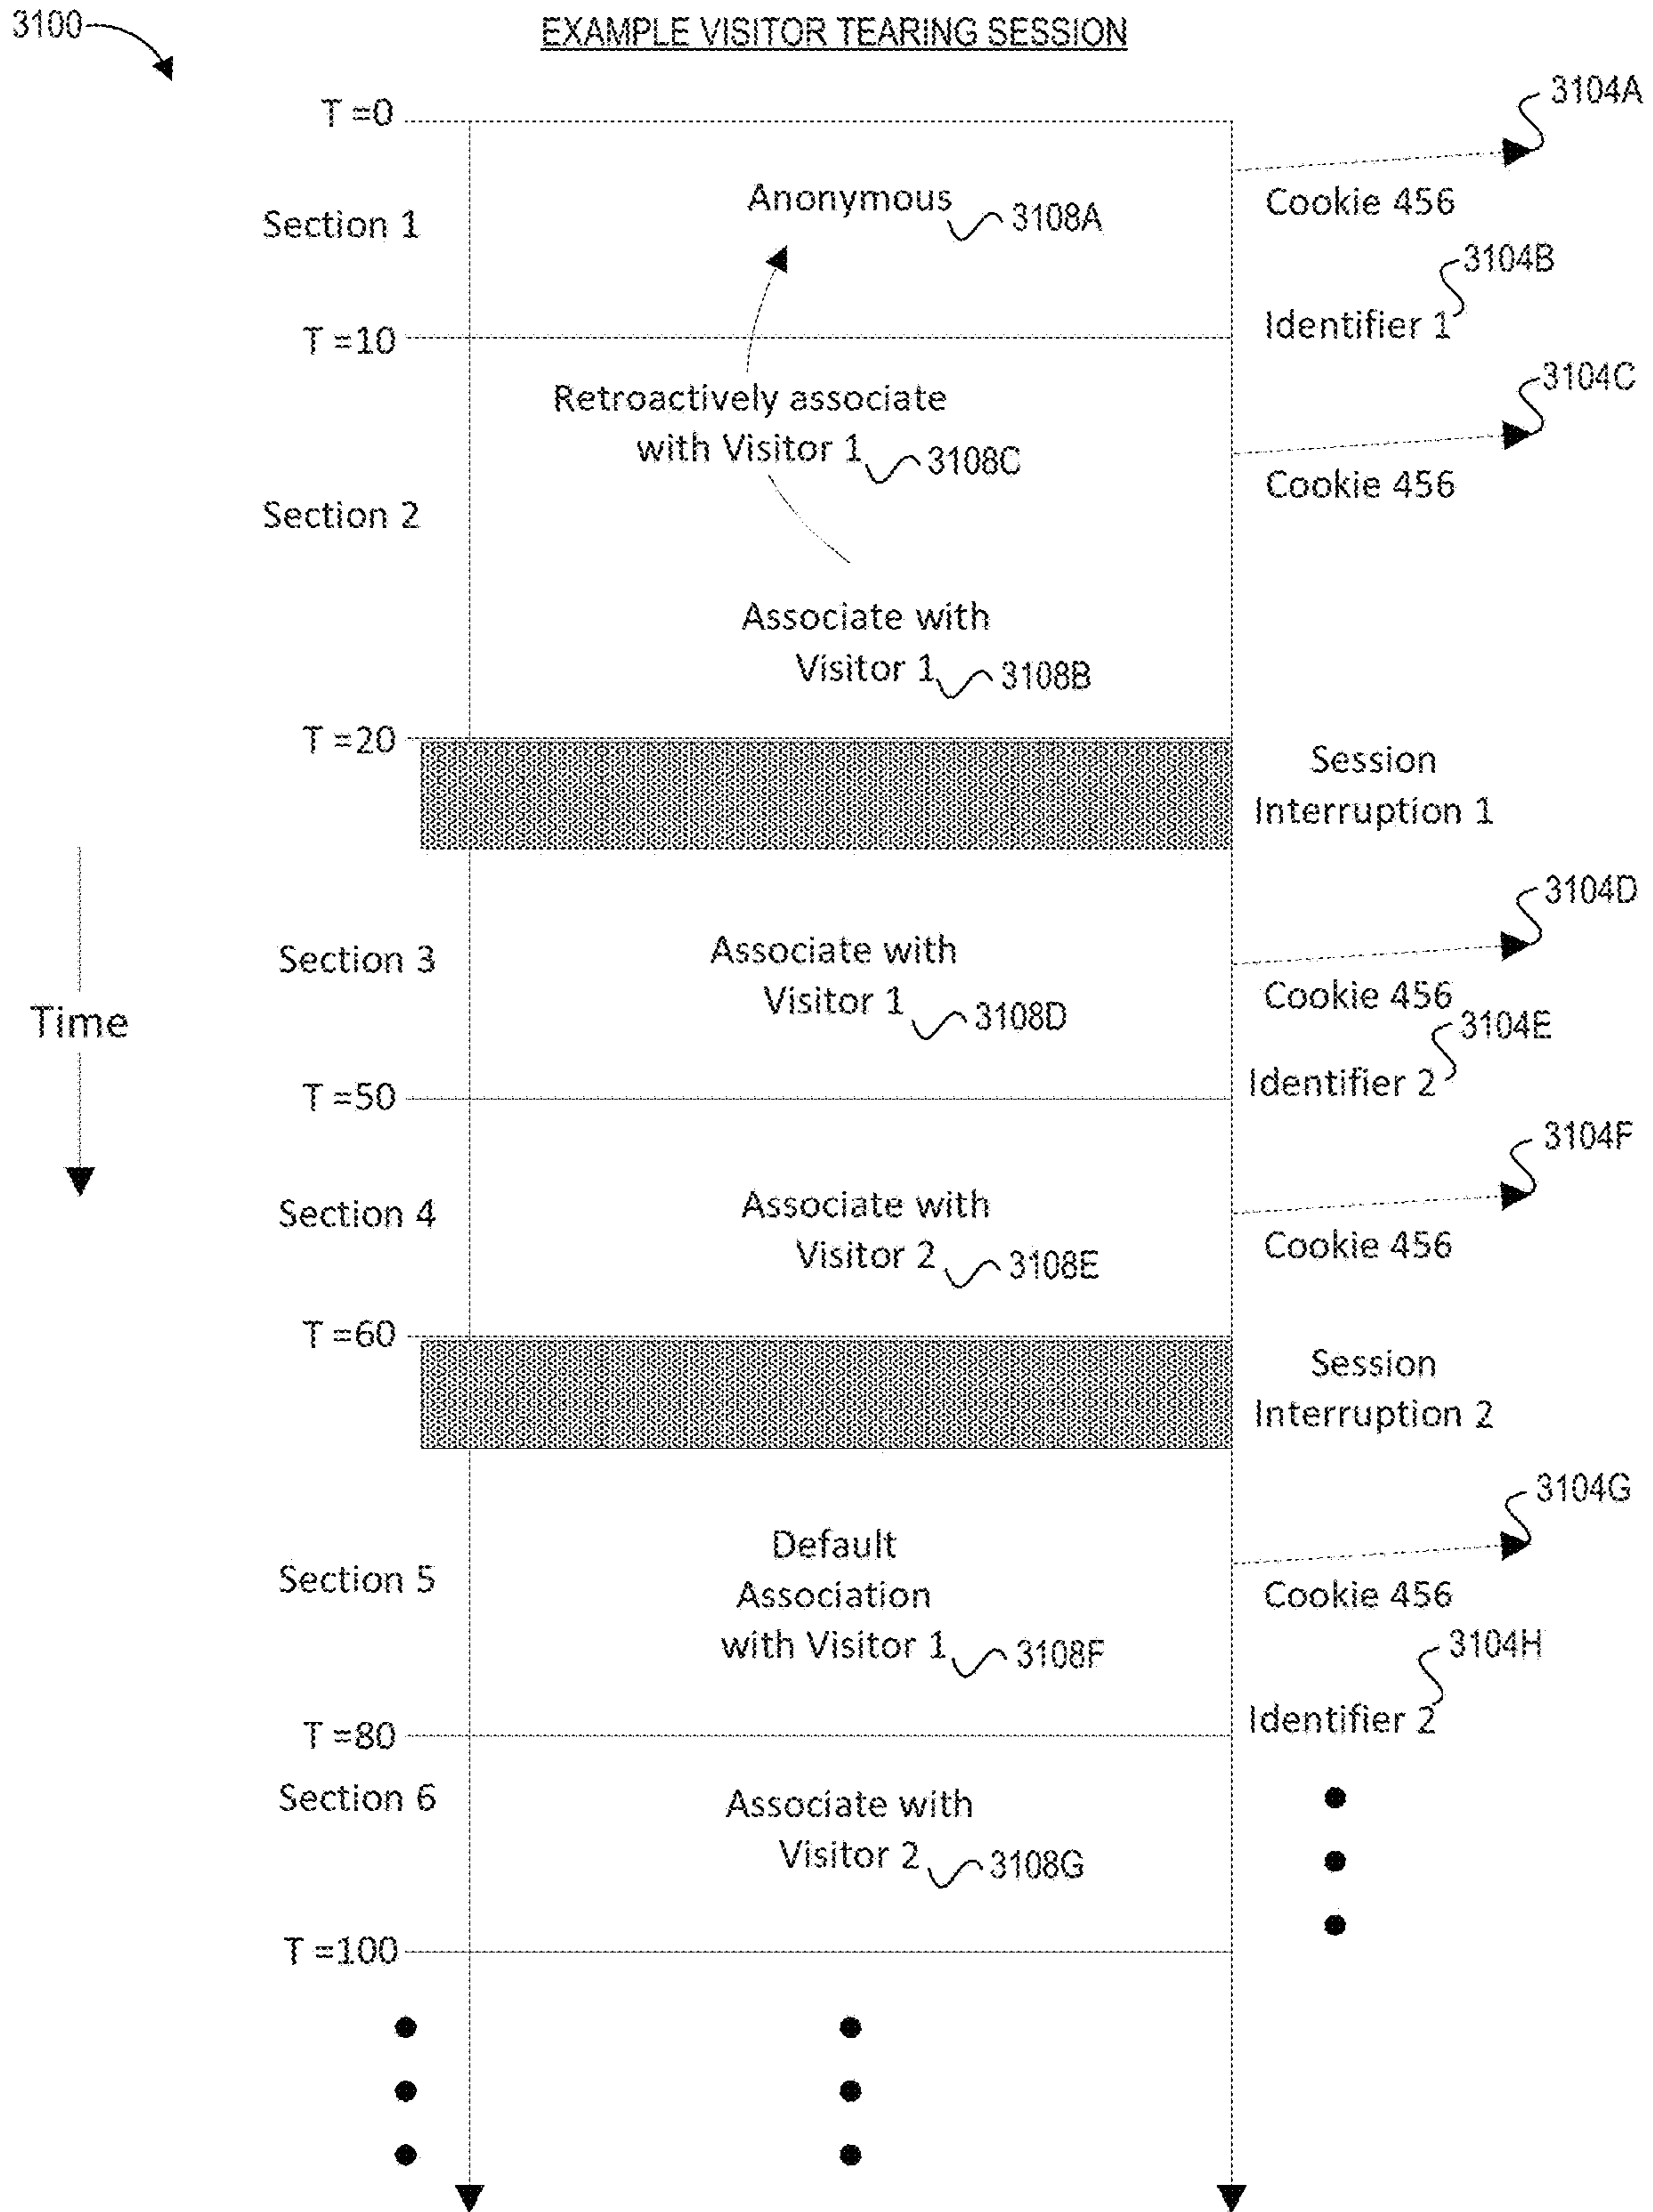 3100
EXAMPLE VISITOR TEARING SESSION
T =0
3104A
Anonymous
3108A
Cookie 456
Section 1
3104B
Identifier 1
T =10
3104C
Retroactively associate
with Visitor 1
3108C
Cookie 456
Section 2
Associate with
Visitor 1
3108B
T =20
Session
Interruption 1
3104D
Section 3
Associate with
Visitor 1
3108D
Cookie 456
Time
3104E
Identifier 2
T =50
3104F
Section 4
Associate with
Visitor 2
3108E
Cookie 456
T =60
Session
Interruption 2
3104G
Default
Association
with Visitor 1
3108F
Section 5
Cookie 456
3104H
Identifier 2
T =80
Section 6
Associate with
Visitor 2
3108G
T =100